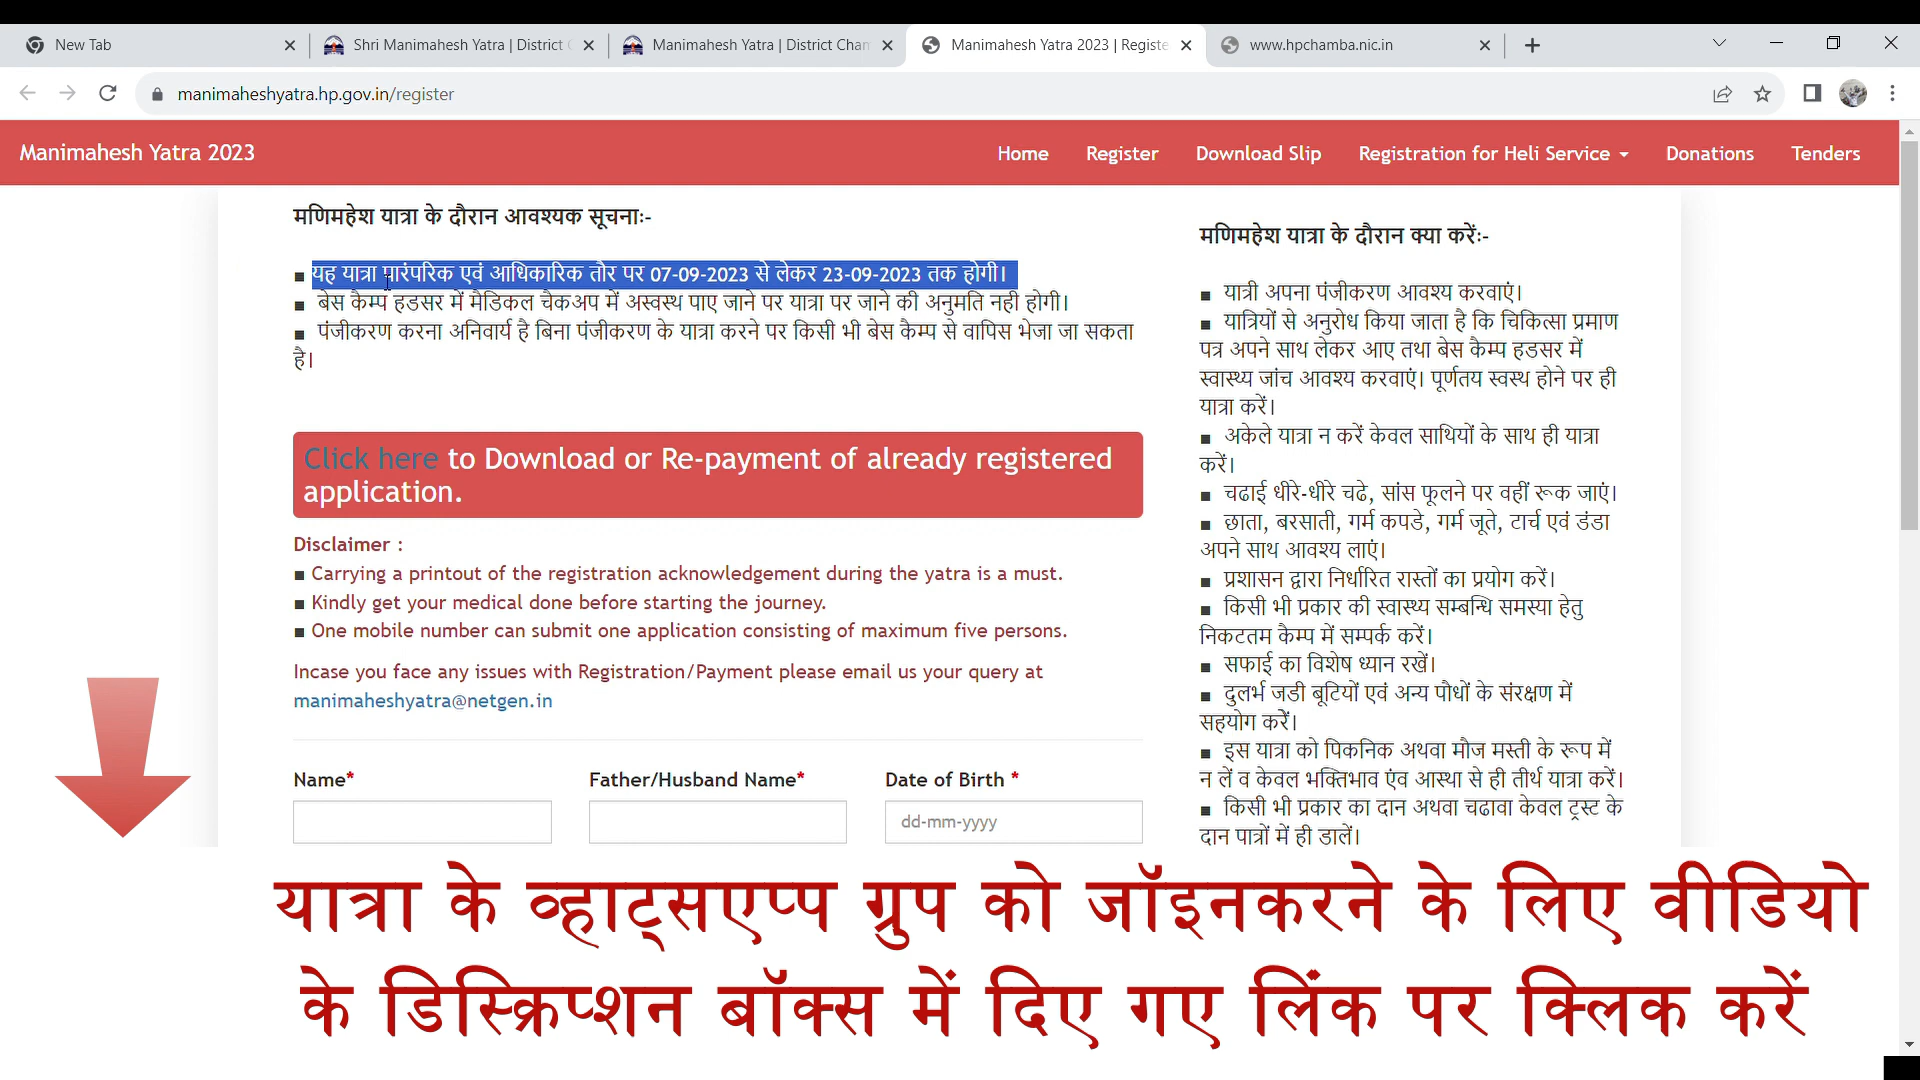 New Tab
Shri Manimahesh Yatra | District C
Manimahesh Yatra | District Cham
Manimahesh Yatra 2023 | Registe
www.hpchamba.nic.in
manimaheshyatra.hp.gov.in/register
Manimahesh Yatra 2023
Home
Register
Download Slip
Registration for Heli Service
Donations
Tenders
मणिमहेश यात्रा के दौरान आवश्यक सूचनाः-
यह यात्रा पारंपरिक एवं आधिकारिक तौर पर 07-09-2023 से लेकर 23-09-2023 तक होगी।
बेस कैम्प हडसर में मैडिकल चैकअप में अस्वस्थ पाए जाने पर यात्रा पर जाने की अनुमति नही होगी।
पंजीकरण करना अनिवार्य है बिना पंजीकरण के यात्रा करने पर किसी भी बेस कैम्प से वापिस भेजा जा सकता
है।
Click here to Download or Re-payment of already registered
application.
Disclaimer :
Carrying a printout of the registration acknowledgement during the yatra is a must.
Kindly get your medical done before starting the journey.
One mobile number can submit one application consisting of maximum five persons.
Incase you face any issues with Registration/Payment please email us your query at
manimaheshyatra@netgen.in
Name*
Father/Husband Name*
Date of Birth *
dd-mm-yyyy
मणिमहेश यात्रा के दौरान क्या करेंः-
यात्री अपना पंजीकरण आवश्य करवाएं।
यात्रियों से अनुरोध किया जाता है कि चिकित्सा प्रमाण
पत्र अपने साथ लेकर आए तथा बेस कैम्प हडसर में
स्वास्थ्य जांच आवश्य करवाएं। पूर्णतय स्वस्थ होने पर ही
यात्रा करें।
अकेले यात्रा न करें केवल साथियों के साथ ही यात्रा
करें।
चढाई धीरे-धीरे चढे, सांस फूलने पर वहीं रूक जाएं।
छाता, बरसाती, गर्म कपडे, गर्म जूते, टार्च एवं डंडा
अपने साथ आवश्य लाएं।
प्रशासन द्वारा निर्धारित रास्तों का प्रयोग करें।
किसी भी प्रकार की स्वास्थ्य सम्बन्धि समस्या हेतु
निकटतम कैम्प में सम्पर्क करें।
सफाई का विशेष ध्यान रखें।
दुलर्भ जडी बूटियों एवं अन्य पौधों के संरक्षण में
सहयोग करें।
इस यात्रा को पिकनिक अथवा मौज मस्ती के रूप में
न लें व केवल भक्तिभाव एंव आस्था से ही तीर्थ यात्रा करें।
किसी भी प्रकार का दान अथवा चढावा केवल ट्रस्ट के
दान पात्रों में ही डालें।
यात्रा के व्हाट्सएप्प ग्रुप को जॉइनकरने के लिए वीडियो
के डिस्क्रिप्शन बॉक्स में दिए गए लिंक पर क्लिक करें